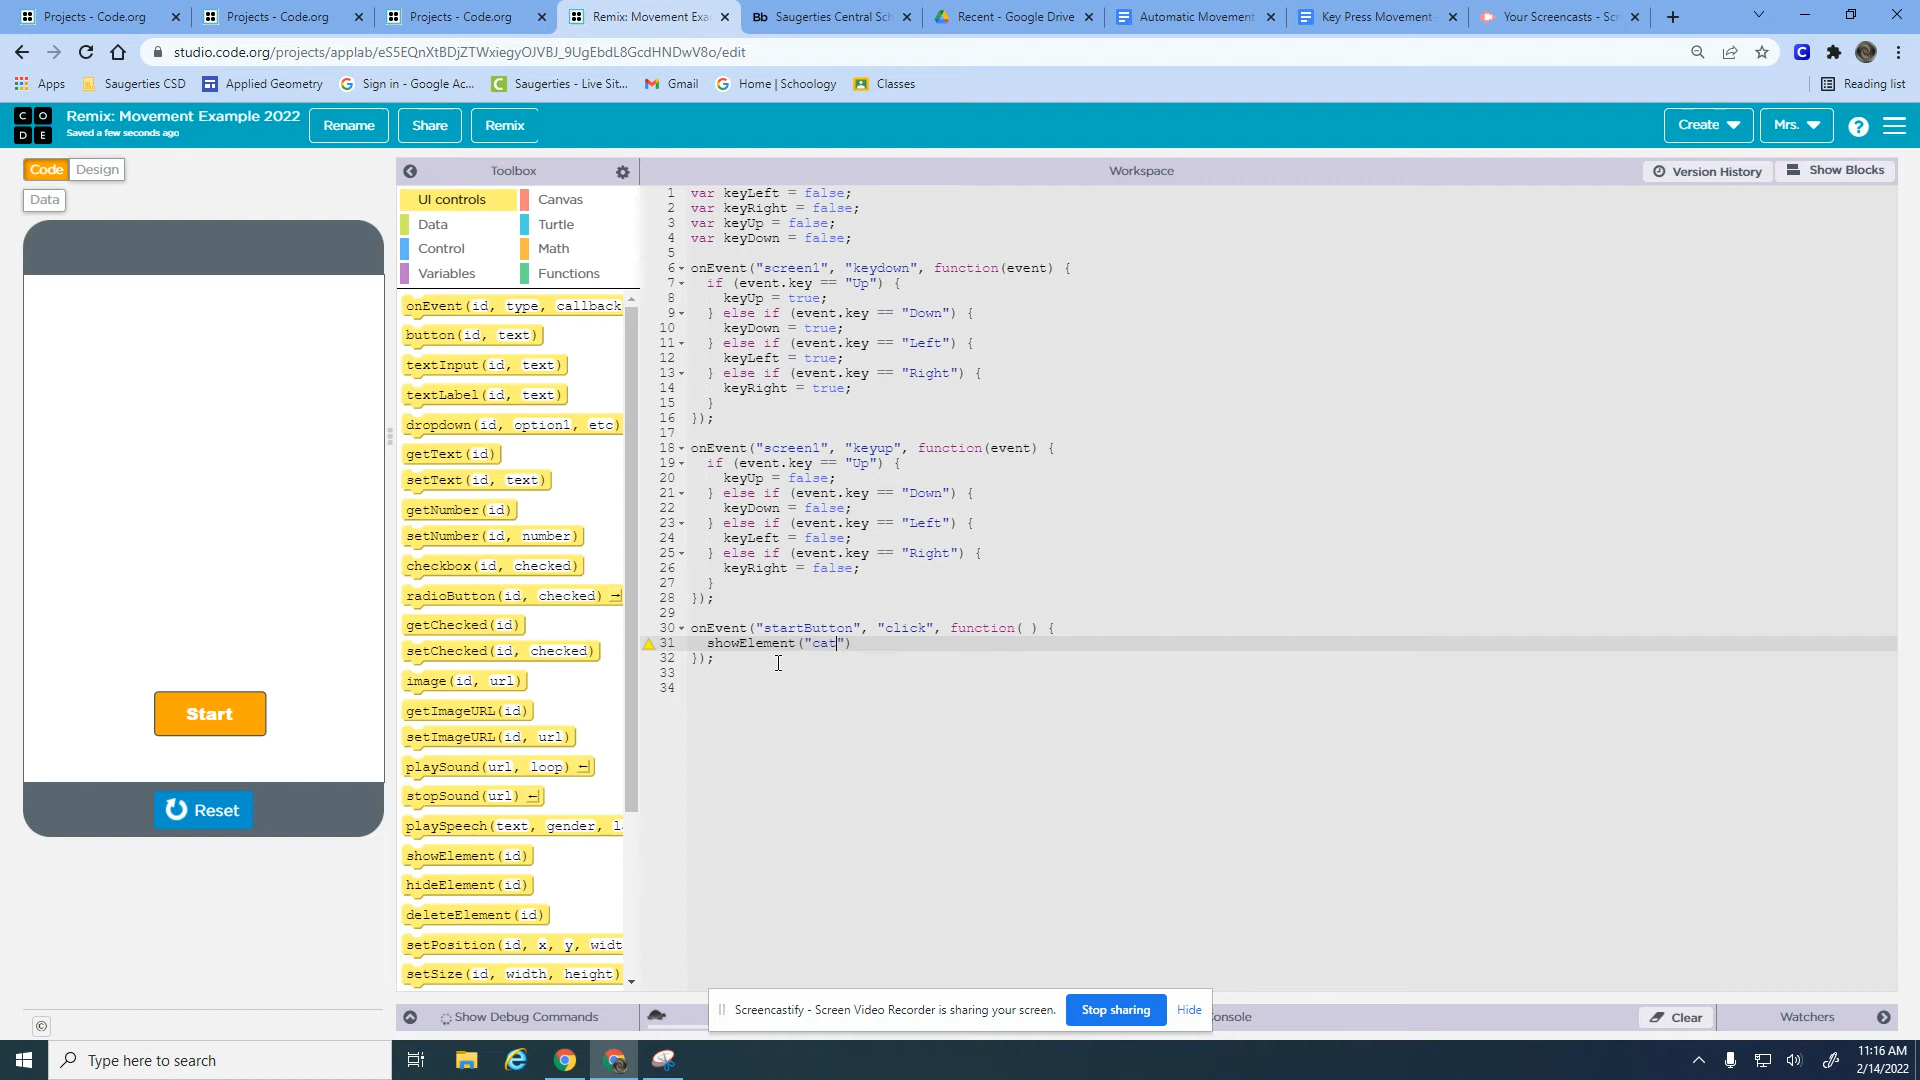 Projects - Code.org
Projects - Code.org
Projects - Code.org
Remix: Movement Exa
Bb Saugerties Central Sch
Recent - Google Drive
Automatic Movement
Key Press Movement -
Your Screencasts - Scr
studio.code.org/projects/applab/eS5EQnXtBDjZTWxiegyOJVBJ_9UgEbdL8GcdHNDwV8o/edit
Apps
Saugerties CSD
Applied Geometry
Sign in - Google Ac...
Saugerties - Live Sit...
Gmail
Home | Schoology
Classes
Reading list
CODE
Remix: Movement Example 2022
Saved a few seconds ago
Rename
Share
Remix
Create
Mrs.
Code
Design
Data
Toolbox
Workspace
Version History
Show Blocks
UI controls
Canvas
Data
Turtle
Control
Math
Variables
Functions
onEvent(id, type, callback
button(id, text)
textInput(id, text)
textLabel(id, text)
dropdown(id, option1, etc)
getText(id)
setText(id, text)
getNumber(id)
setNumber(id, number)
checkbox(id, checked)
radioButton(id, checked)
getChecked(id)
setChecked(id, checked)
image(id, url)
getImageURL(id)
setImageURL(id, url)
playSound(url, loop)
stopSound(url)
playSpeech(text, gender, l
showElement(id)
hideElement(id)
deleteElement(id)
setPosition(id, x, y, widt
setSize(id, width, height)
1 var keyLeft = false;
2 var keyRight = false;
3 var keyUp = false;
4 var keyDown = false;
5
6 onEvent("screen1", "keydown", function(event) {
7 if (event.key == "Up") {
8 keyUp = true;
9 } else if (event.key == "Down") {
10 keyDown = true;
11 } else if (event.key == "Left") {
12 keyLeft = true;
13 } else if (event.key == "Right") {
14 keyRight = true;
15 }
16 });
17
18 onEvent("screen1", "keyup", function(event) {
19 if (event.key == "Up") {
20 keyUp = false;
21 } else if (event.key == "Down") {
22 keyDown = false;
23 } else if (event.key == "Left") {
24 keyLeft = false;
25 } else if (event.key == "Right") {
26 keyRight = false;
27 }
28 });
29
30 onEvent("startButton", "click", function( ) {
31 showElement("cat")
32 });
33
34
Start
Reset
Show Debug Commands
Screencastify - Screen Video Recorder is sharing your screen.
Stop sharing
Hide
Console
Clear
Watchers
Type here to search
11:16 AM
2/14/2022